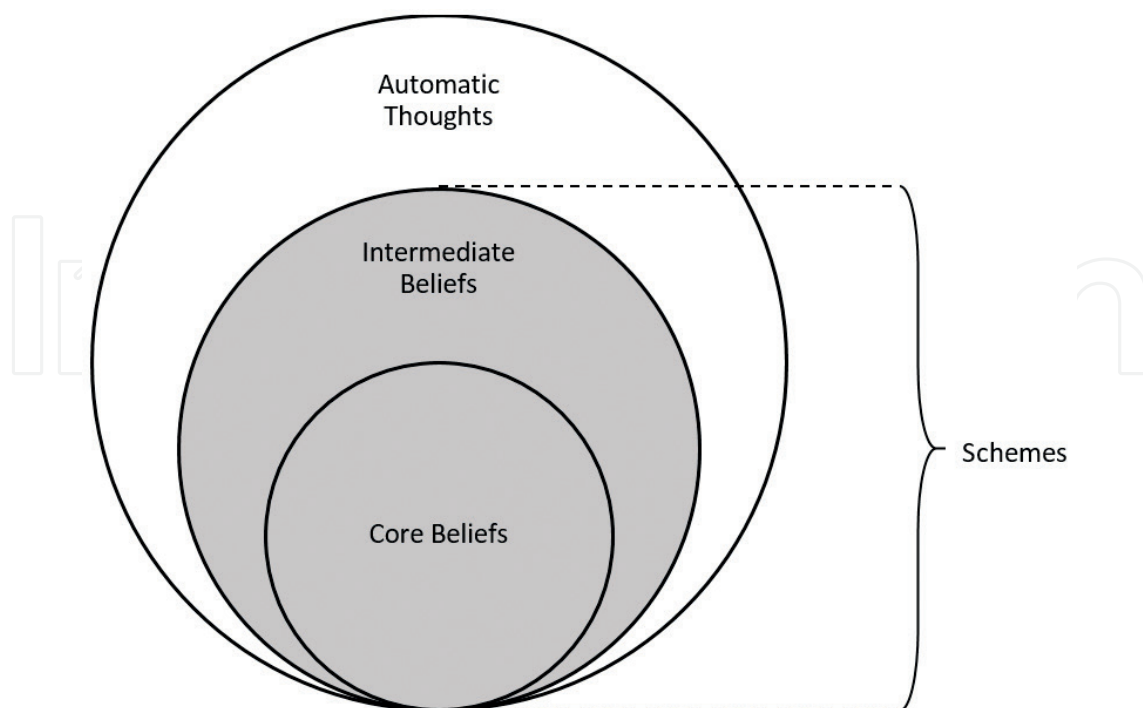 Automatic
Thoughts
Intermediate
Beliefs
Core Beliefs
Schemes